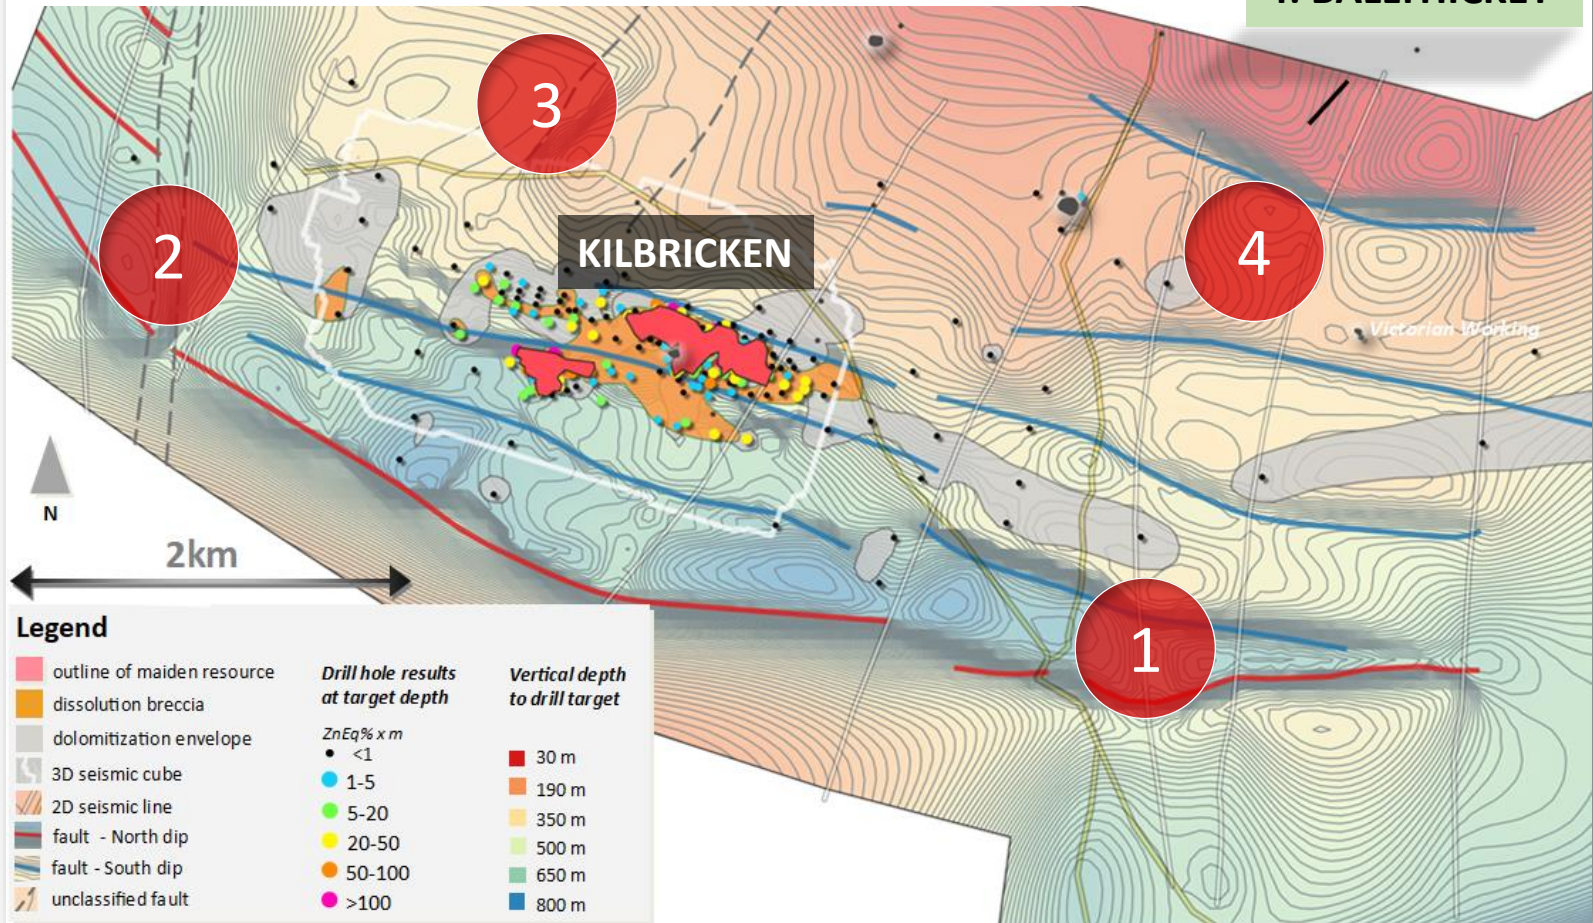 3
2
KILBRICKEN
4
Victorian Working
N
2km
1
Legend
outline of maiden resource
dissolution breccia
dolomitization envelope
3D seismic cube
2D seismic line
fault - North dip
fault - South dip
unclassified fault
Drill hole results
at target depth
ZnEq% x m
<1
1-5
5-20
20-50
50-100
>100
Vertical depth
to drill target
30 m
190 m
350 m
500 m
650 m
800 m